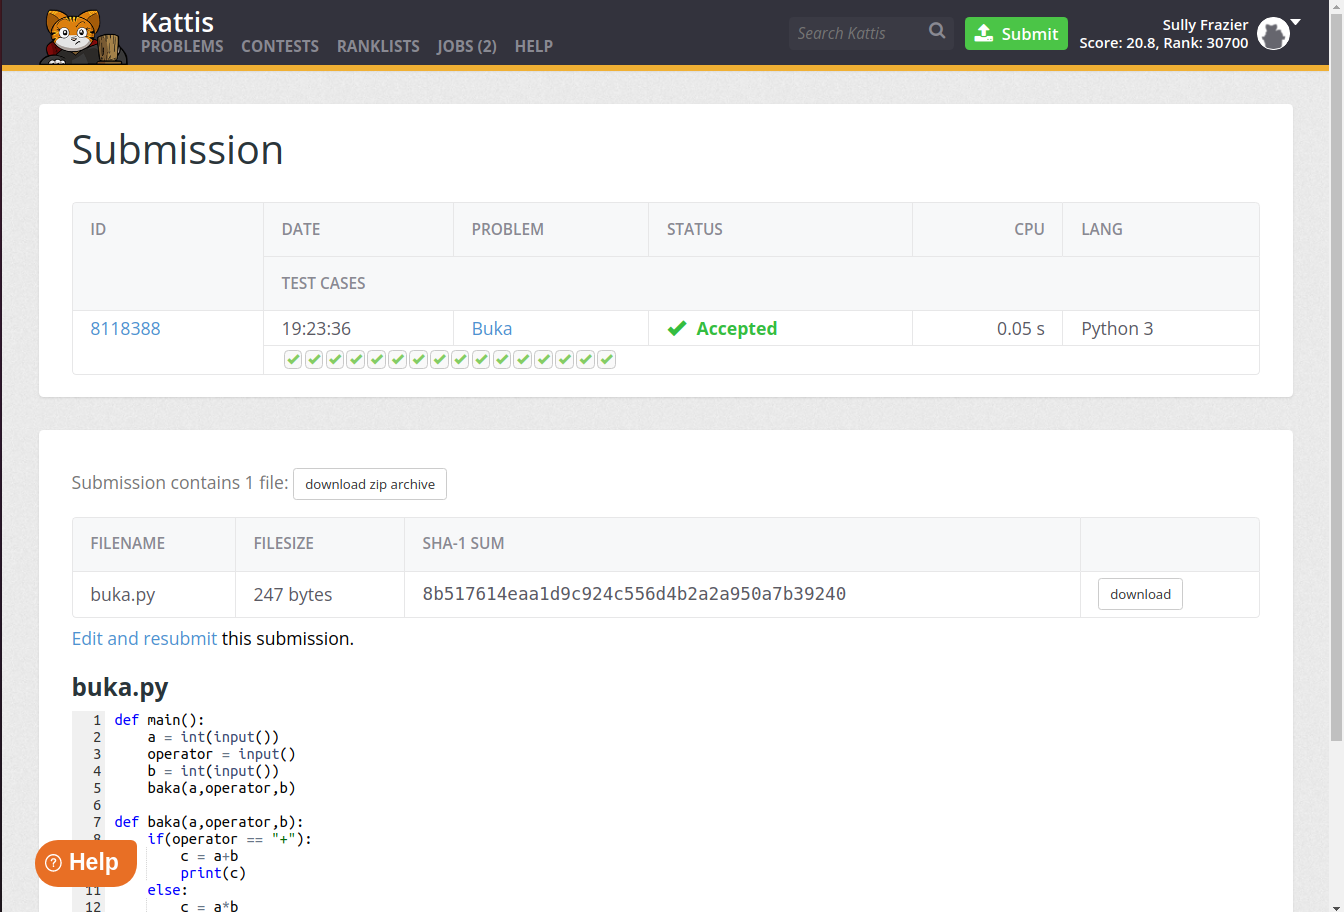 Kattis
PROBLEMS CONTESTS RANKLISTS JOBS (2) HELP
Search Kattis
Submit
Sully Frazier
Score: 20.8, Rank: 30700
Submission
ID DATE PROBLEM STATUS CPU LANG
TEST CASES
8118388 19:23:36 Buka Accepted 0.05 s Python 3
Submission contains 1 file: download zip archive
FILENAME FILESIZE SHA-1 SUM
buka.py 247 bytes 8b517614eaa1d9c924c556d4b2a2a950a7b39240 download
Edit and resubmit this submission.
buka.py
1 def main():
2 a = int(input())
3 operator = input()
4 b = int(input())
5 baka(a,operator,b)
6
7 def baka(a,operator,b):
8 if(operator == "+"):
c = a+b
print(c)
11 else:
12 c = a*b
Help